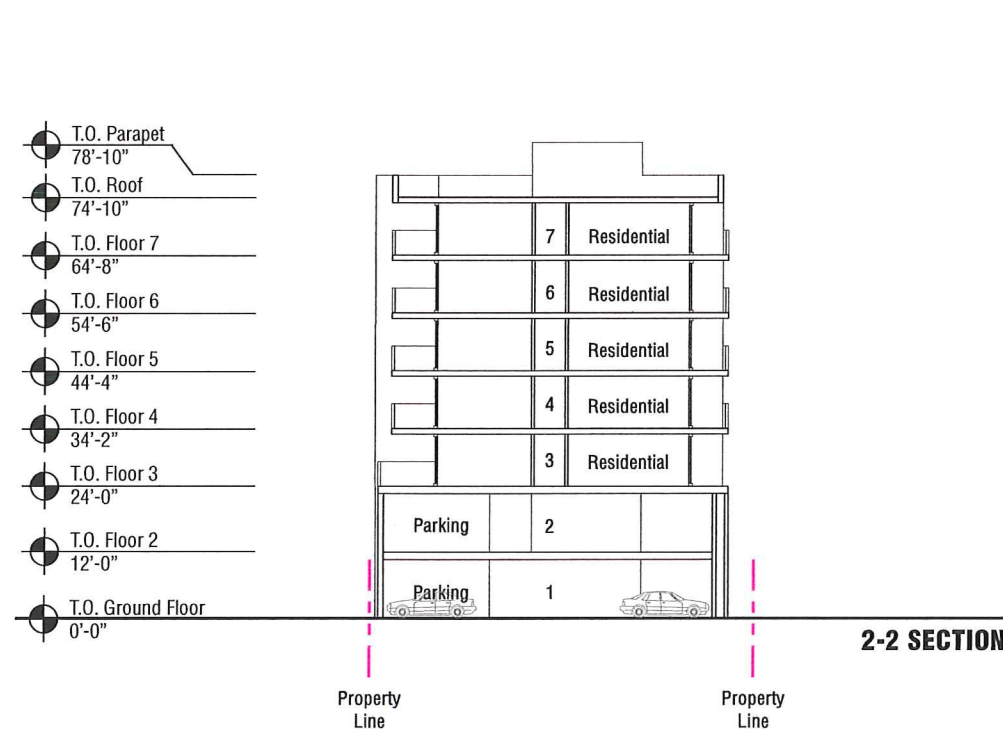 T.O. Parapet
78’-10”
T.O. Roof
74’-10”
T.O. Floor 7
64’-8”
7 Residential
T.O. Floor 6
54’-6”
6 Residential
T.O. Floor 5
44’-4”
5 Residential
T.O. Floor 4
34’-2”
4 Residential
T.O. Floor 3
24’-0”
3 Residential
T.O. Floor 2
12’-0”
Parking 2
T.O. Ground Floor
0’-0”
Parking 1
2-2 SECTION
Property
Line
Property
Line